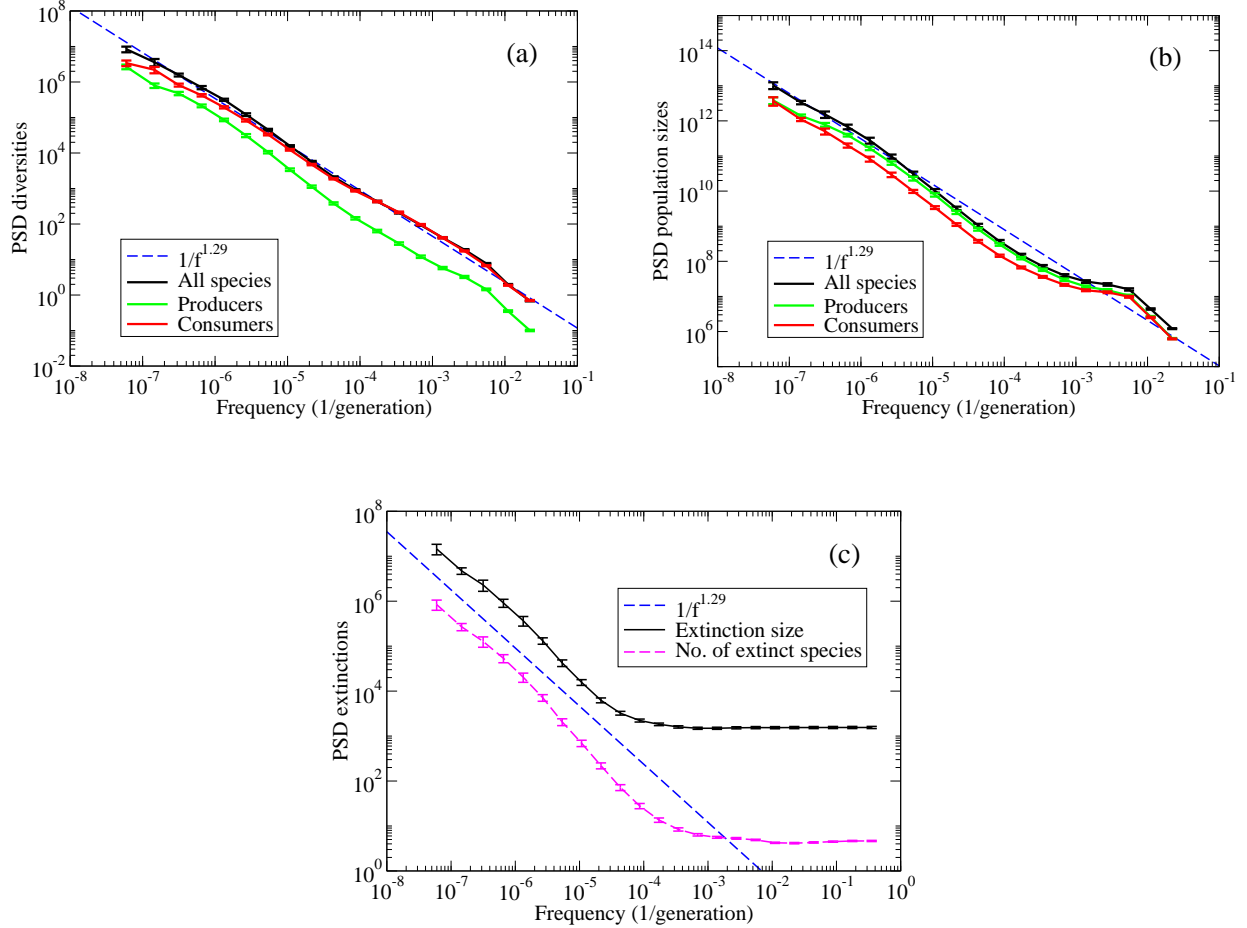 (a)
PSD diversities
10^8
10^6
10^4
10^2
10^0
10^-2
1/f^1.29
All species
Producers
Consumers
10^-8 10^-7 10^-6 10^-5 10^-4 10^-3 10^-2 10^-1
Frequency (1/generation)
(b)
PSD population sizes
10^14
10^12
10^10
10^8
10^6
1/f^1.29
All species
Producers
Consumers
10^-8 10^-7 10^-6 10^-5 10^-4 10^-3 10^-2 10^-1
Frequency (1/generation)
(c)
PSD extinctions
10^8
10^6
10^4
10^2
10^0
1/f^1.29
Extinction size
No. of extinct species
10^-8 10^-7 10^-6 10^-5 10^-4 10^-3 10^-2 10^-1 10^0
Frequency (1/generation)